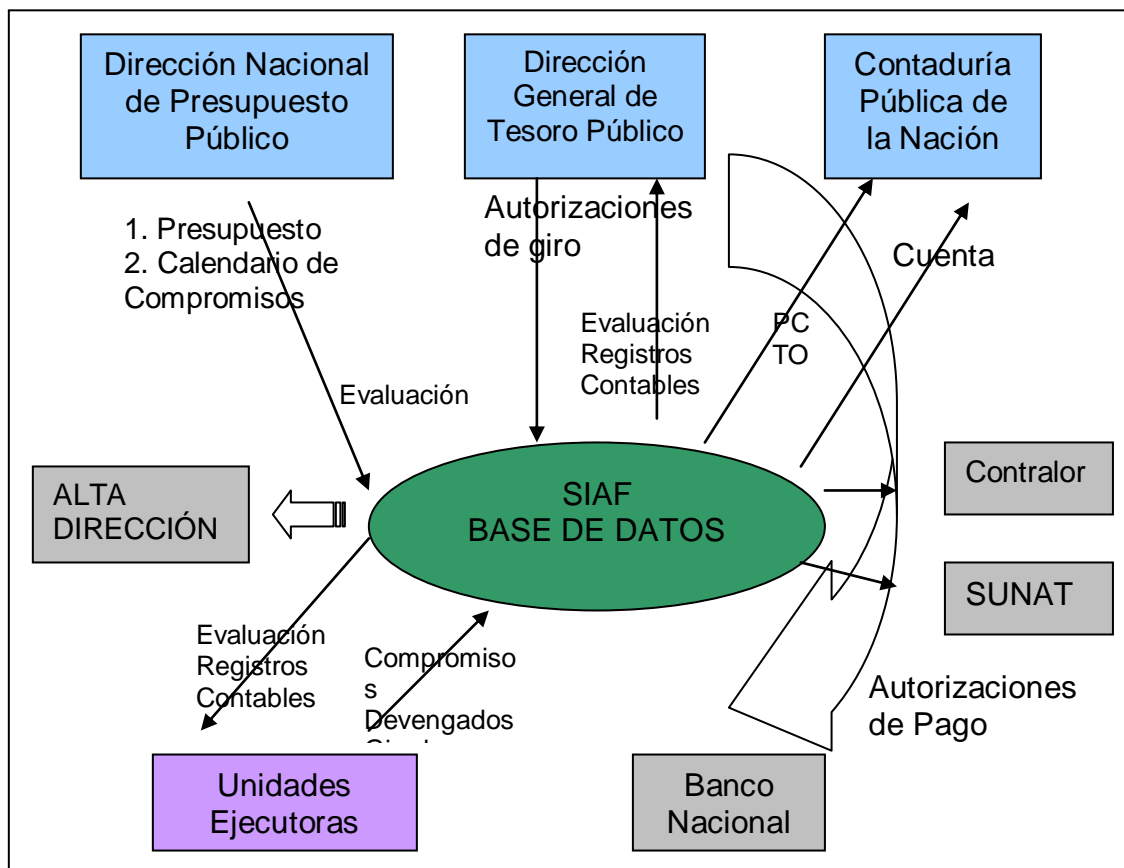 Dirección Nacional
de Presupuesto
Público
Dirección
General de
Tesoro Público
Contaduría
Pública de
la Nación
1. Presupuesto
2. Calendario de
Compromisos
Autorizaciones
de giro
Cuenta
Evaluación
Registros
Contables
PC
TO
Evaluación
ALTA
DIRECCIÓN
SIAF
BASE DE DATOS
Contralor
SUNAT
Evaluación
Registros
Contables
Compromiso
s
Devengados
Autorizaciones
de Pago
Unidades
Ejecutoras
Banco
Nacional